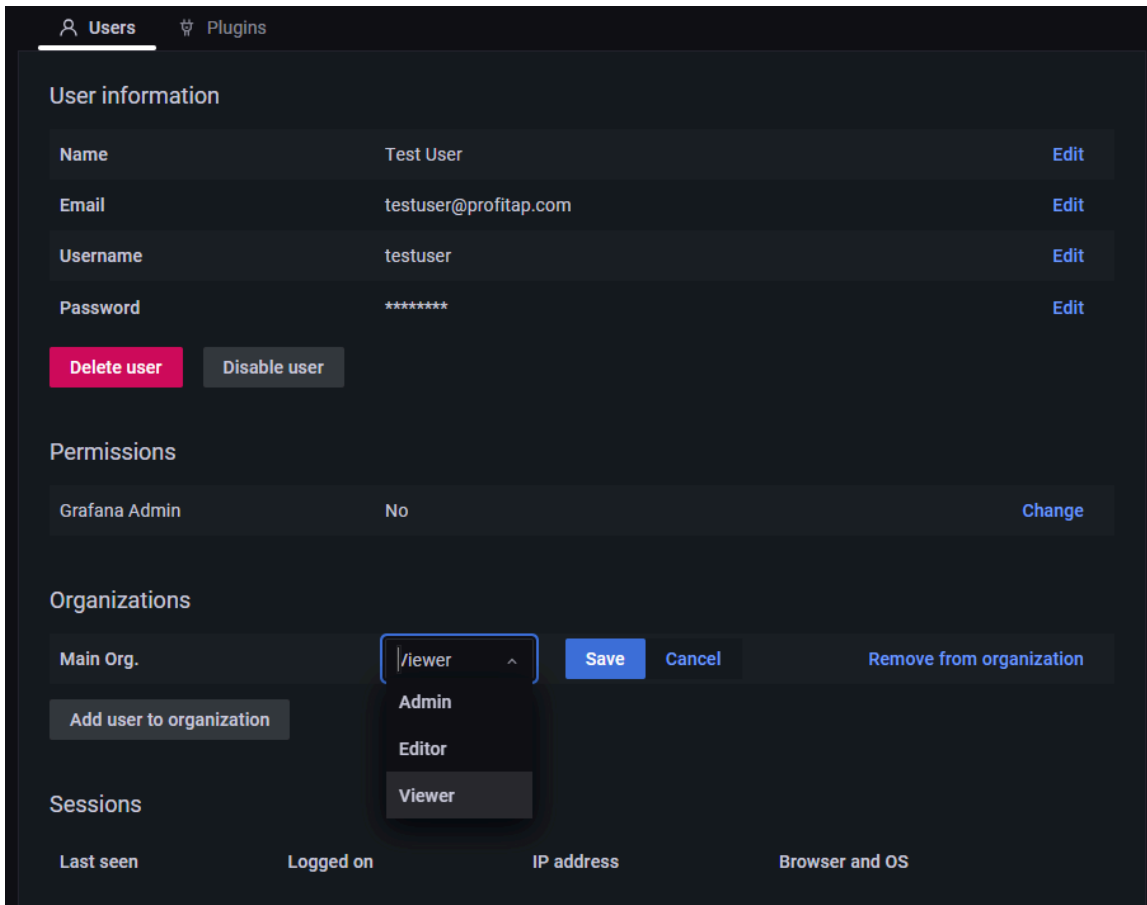 Users Plugins
User information
Name Test User Edit
Email testuser@profitap.com Edit
Username testuser Edit
Password ******** Edit
Delete user Disable user
Permissions
Grafana Admin No Change
Organizations
Main Org. Viewer Save Cancel Remove from organization
Admin
Add user to organization
Editor
Viewer
Sessions
Last seen Logged on IP address Browser and OS